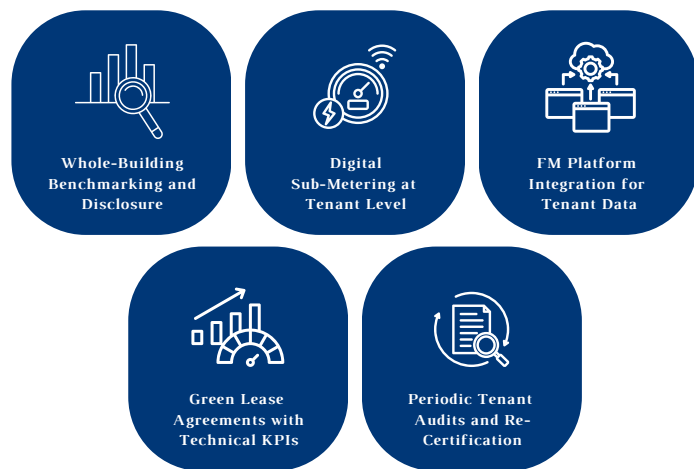 Whole-Building
Benchmarking and
Disclosure
Digital
Sub-Metering at
Tenant Level
FM Platform
Integration for
Tenant Data
Green Lease
Agreements with
Technical KPIs
Periodic Tenant
Audits and Re-
Certification